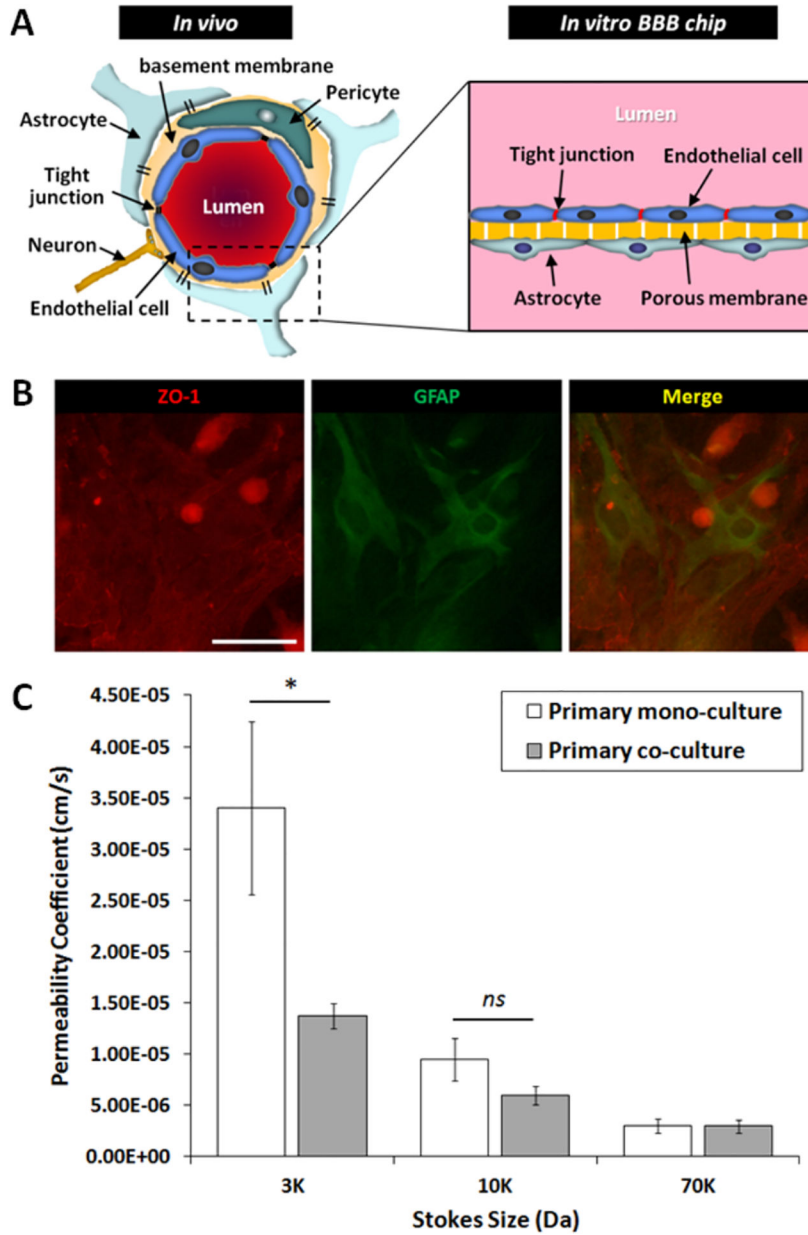 A
In vivo
In vitro BBB chip
basement membrane
Pericyte
Astrocyte
Tight
junction
Lumen
Neuron
Endothelial cell
Lumen
Tight junction
Endothelial cell
Astrocyte
Porous membrane
B
ZO-1
GFAP
Merge
C
4.50E-05
4.00E-05
3.50E-05
3.00E-05
2.50E-05
2.00E-05
1.50E-05
1.00E-05
5.00E-06
0.00E+00
Permeability Coefficient (cm/s)
*
ns
Primary mono-culture
Primary co-culture
3K
10K
70K
Stokes Size (Da)